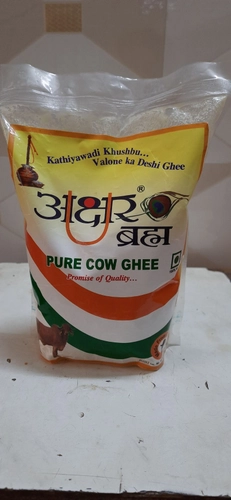 Kathiyawadi Khushbu...
Valone ka Deshi Ghee
अक्षर ®
ब्रह्म
PURE COW GHEE
Promise of Quality...